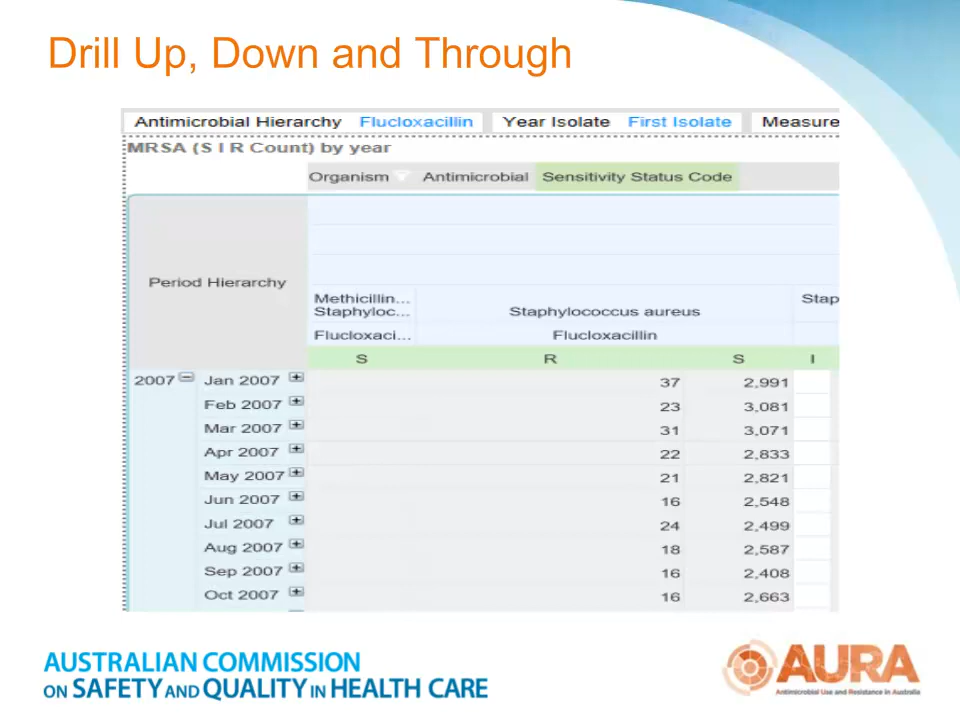 Drill Up, Down and Through
Antimicrobial Hierarchy Flucloxacillin Year Isolate First Isolate Measure
MRSA (S I R Count) by year
Organism Antimicrobial Sensitivity Status Code
Period Hierarchy
Methicillin...
Staphyloc... Staphylococcus aureus Stap
Flucloxaci... Flucloxacillin
S R S I
2007 Jan 2007 37 2,991
Feb 2007 23 3,081
Mar 2007 31 3,071
Apr 2007 22 2,833
May 2007 21 2,821
Jun 2007 16 2,548
Jul 2007 24 2,499
Aug 2007 18 2,587
Sep 2007 16 2,408
Oct 2007 16 2,663
AUSTRALIAN COMMISSION
ON SAFETY AND QUALITY IN HEALTH CARE
AURA
Antimicrobial Use and Resistance in Australia